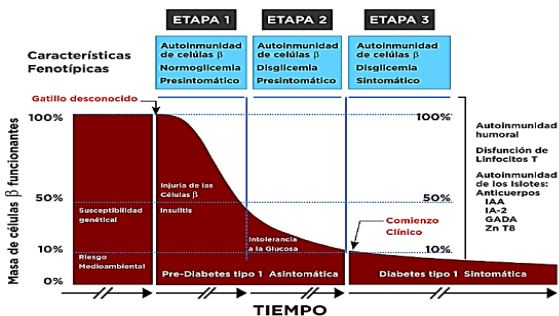 ETAPA 1
ETAPA 2
ETAPA 3
Características
Fenotípicas
Autoinmunidad
de células β
Normoglicemia
Presintomático
Autoinmunidad
de células β
Disglicemia
Presintomático
Autoinmunidad
de células β
Disglicemia
Sintomático
Gatillo desconocido
Masa de células β funcionantes
100%
50%
10%
0%
100%
50%
10%
Susceptibilidad
genétical
Riesgo
Medioambiental
Injuria de las
Células β
Insulitis
Intolerancia
a la Glucosa
Comienzo
Clínico
Pre-Diabetes tipo 1 Asintomática
Diabetes tipo 1 Sintomática
Autoinmunidad
humoral
Disfunción de
Linfocitos T
Autoinmunidad
de los Islotes:
Anticuerpos
IAA
IA-2
GADA
Zn T8
TIEMPO